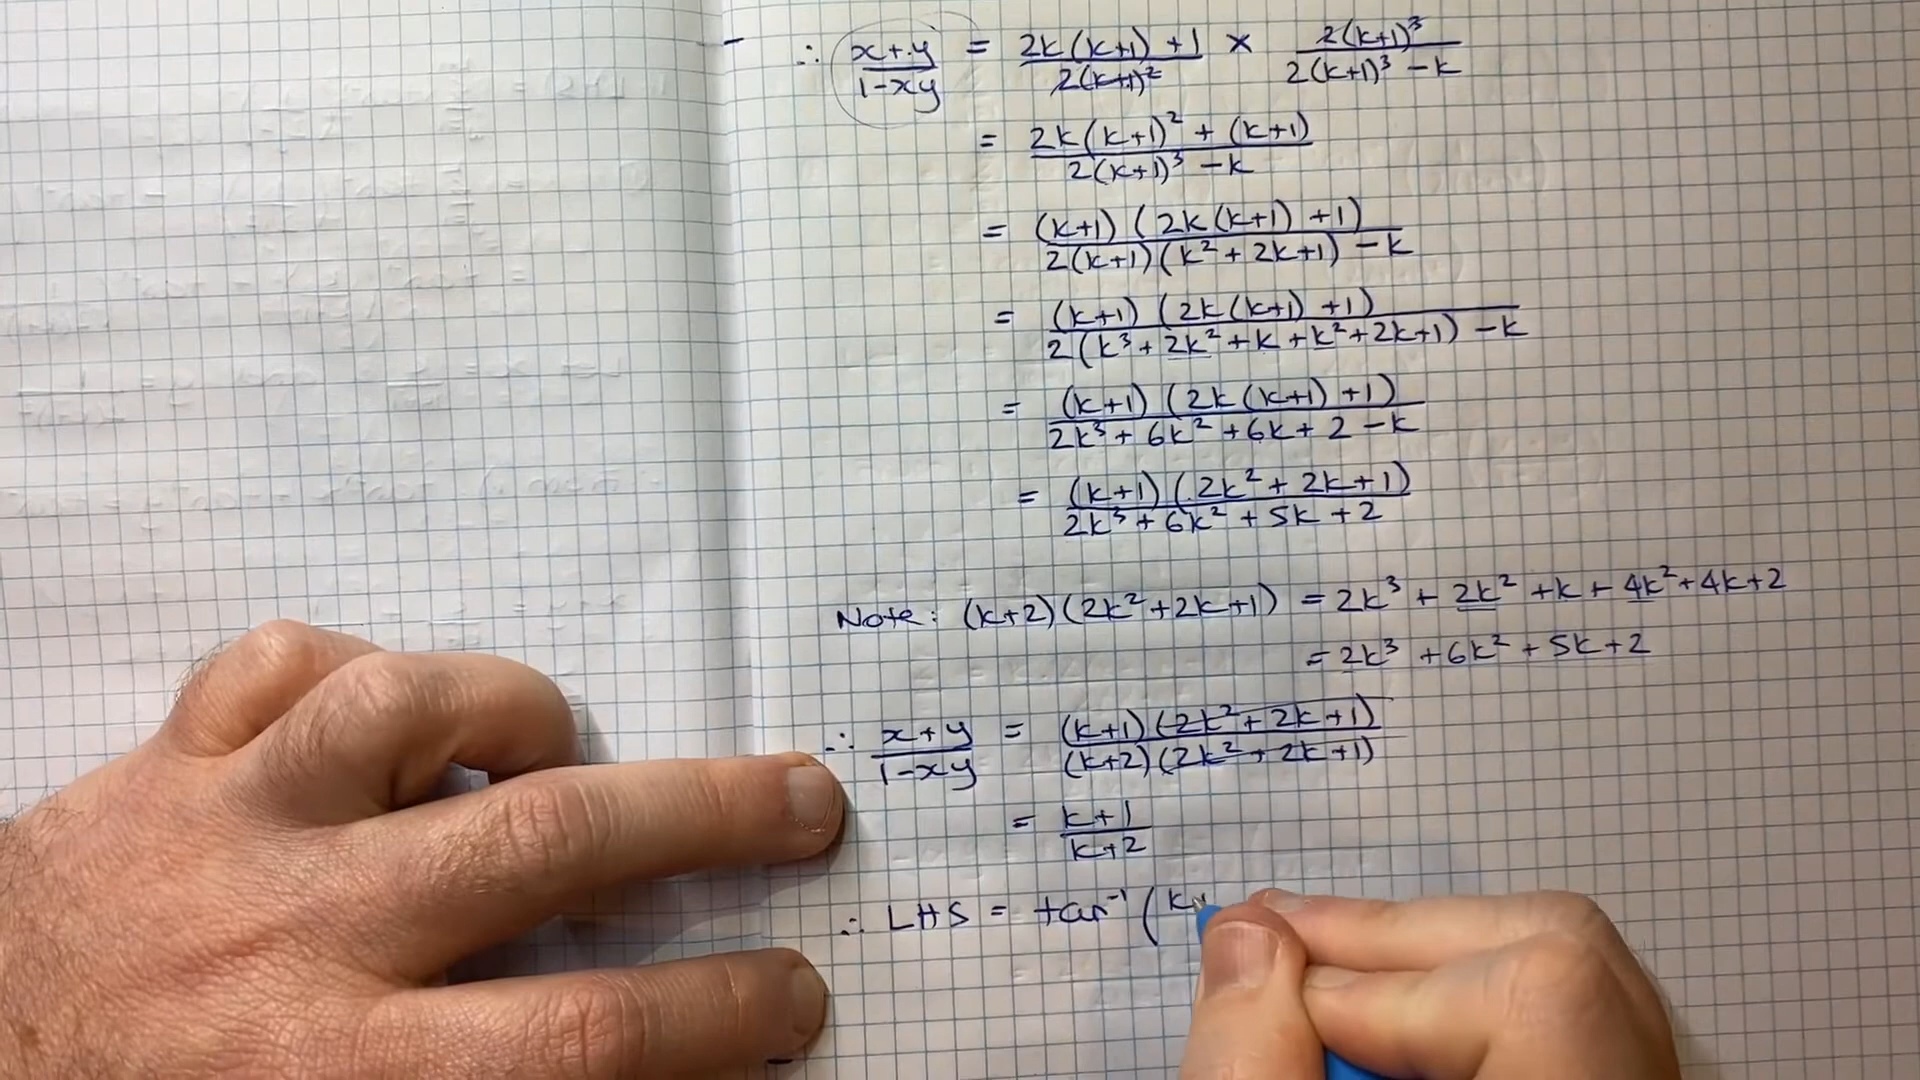 ∴ x+y/1-xy = 2k(k+1)+1/2(k+1)² × 2(k+1)³/2(k+1)³-k
= 2k(k+1)²+(k+1)/2(k+1)³-k
= (k+1)(2k(k+1)+1)/2(k+1)(k²+2k+1)-k
= (k+1)(2k(k+1)+1)/2(k³+2k²+k+k²+2k+1)-k
= (k+1)(2k(k+1)+1)/2k³+6k²+6k+2-k
= (k+1)(2k²+2k+1)/2k³+6k²+5k+2
Note: (k+2)(2k²+2k+1) = 2k³+2k²+k+4k²+4k+2
= 2k³+6k²+5k+2
∴ x+y/1-xy = (k+1)(2k²+2k+1)/(k+2)(2k²+2k+1)
= k+1/k+2
∴ LHS = tan⁻¹(k+